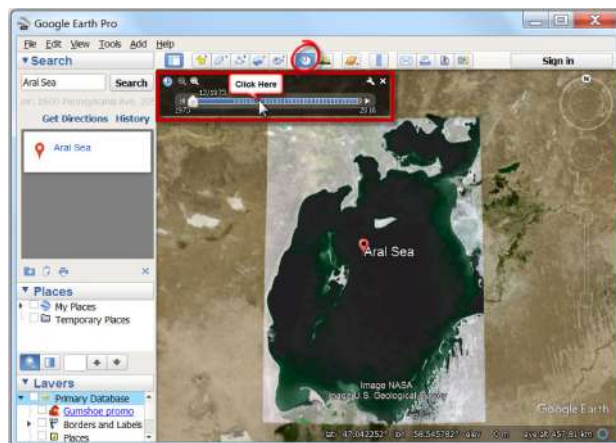 Google Earth Pro
File Edit View Tools Add Help
Search
Sign in
Aral Sea
Search
Get Directions History
Aral Sea
12/1973
Click Here
1973
2016
Aral Sea
Places
My Places
Temporary Places
Layers
Primary Database
Gumshoe promo
Borders and Labels
Places
Image NASA
Image U.S. Geological Survey
Google Earth
N